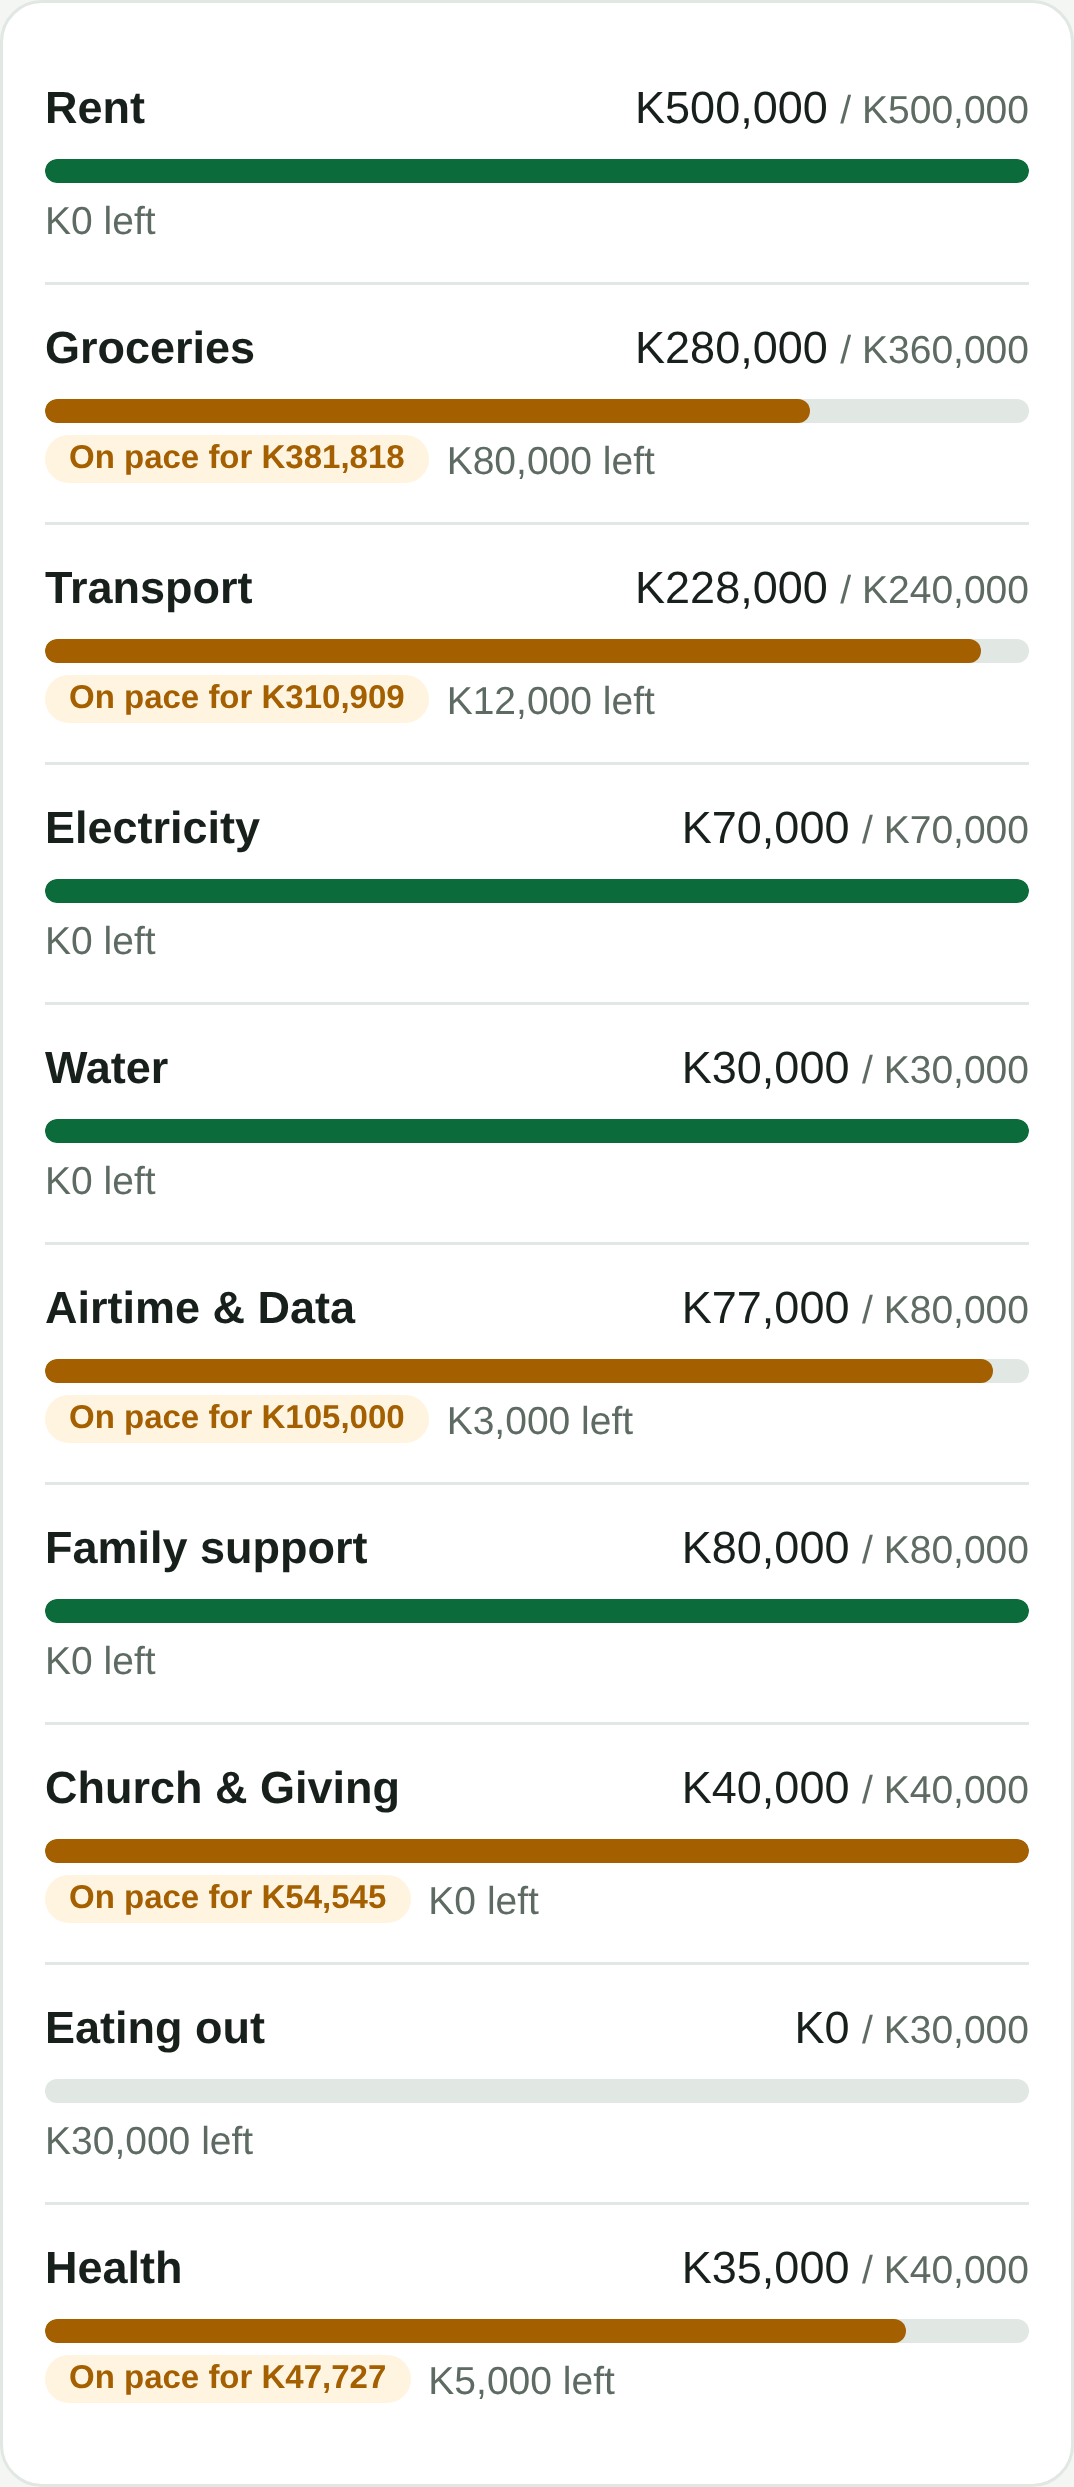 Rent K500,000 / K500,000
K0 left
Groceries K280,000 / K360,000
On pace for K381,818 K80,000 left
Transport K228,000 / K240,000
On pace for K310,909 K12,000 left
Electricity K70,000 / K70,000
K0 left
Water K30,000 / K30,000
K0 left
Airtime & Data K77,000 / K80,000
On pace for K105,000 K3,000 left
Family support K80,000 / K80,000
K0 left
Church & Giving K40,000 / K40,000
On pace for K54,545 K0 left
Eating out K0 / K30,000
K30,000 left
Health K35,000 / K40,000
On pace for K47,727 K5,000 left